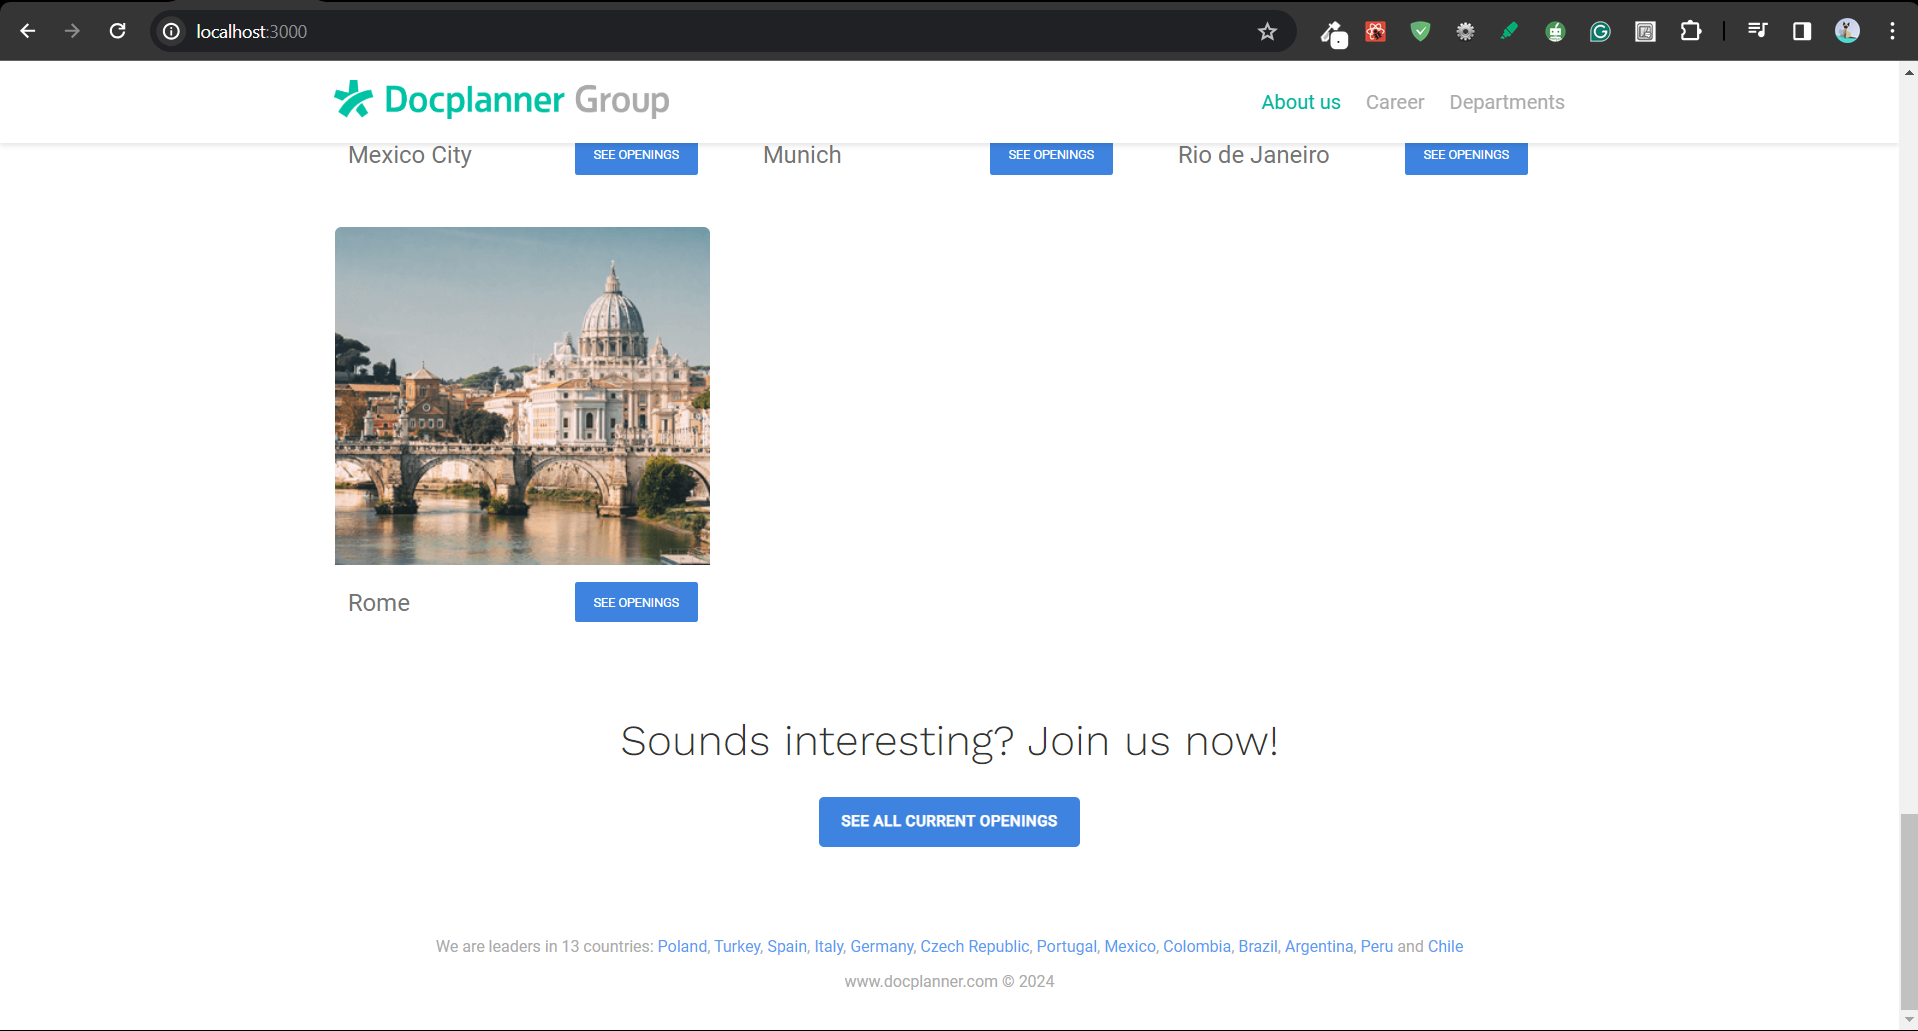 localhost:3000
Docplanner Group
About us Career Departments
Mexico City SEE OPENINGS Munich SEE OPENINGS Rio de Janeiro SEE OPENINGS
Rome SEE OPENINGS
Sounds interesting? Join us now!
SEE ALL CURRENT OPENINGS
We are leaders in 13 countries: Poland, Turkey, Spain, Italy, Germany, Czech Republic, Portugal, Mexico, Colombia, Brazil, Argentina, Peru and Chile
www.docplanner.com © 2024